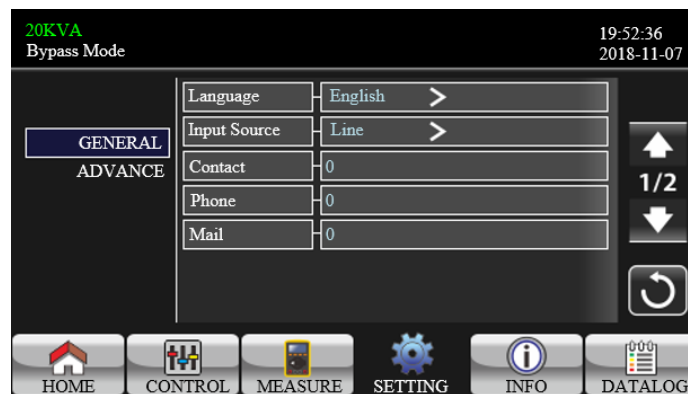 20KVA
Bypass Mode
19:52:36
2018-11-07
GENERAL
ADVANCE
Language English >
Input Source Line >
Contact 0
Phone 0
Mail 0
1/2
HOME CONTROL MEASURE SETTING INFO DATALOG